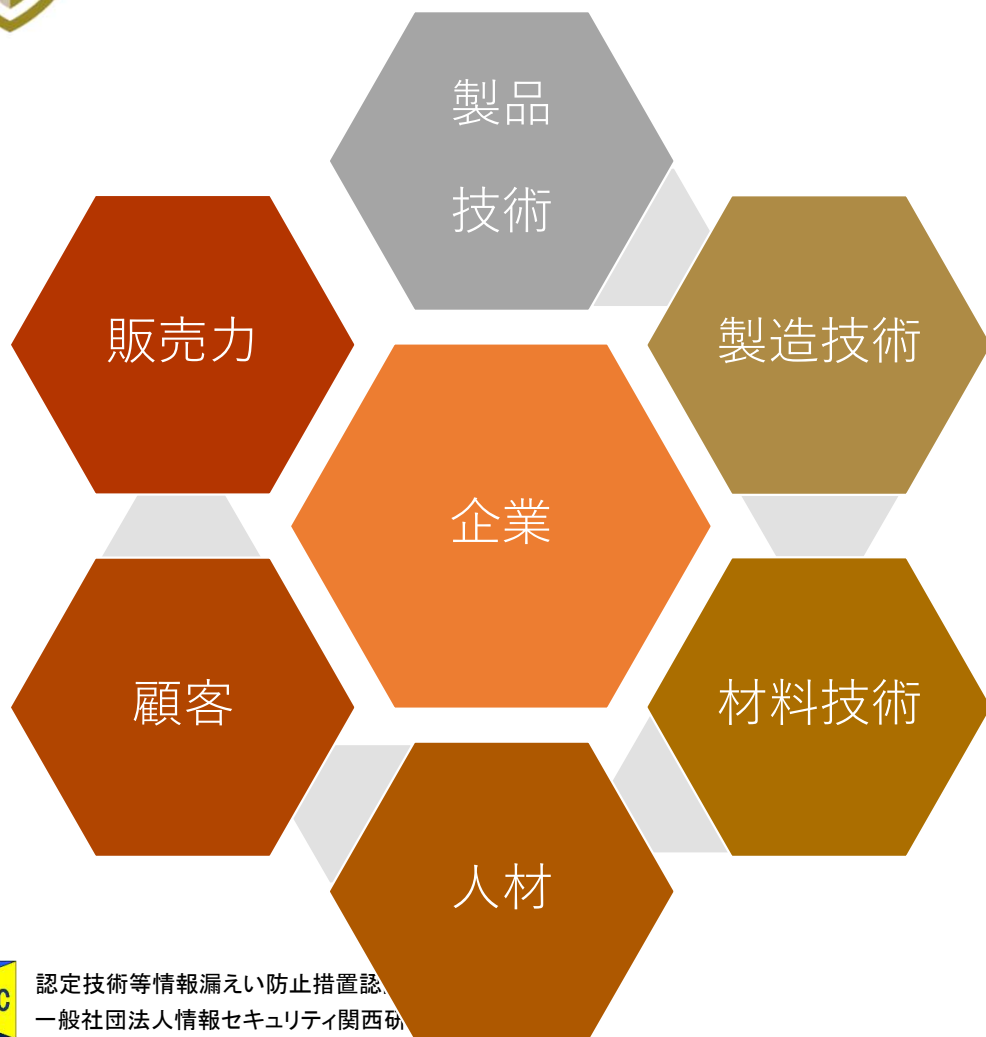 製品
技術
販売力
製造技術
企業
顧客
材料技術
人材
C
認定技術等情報漏えい防止措置認
一般社団法人情報セキュリティ関西研